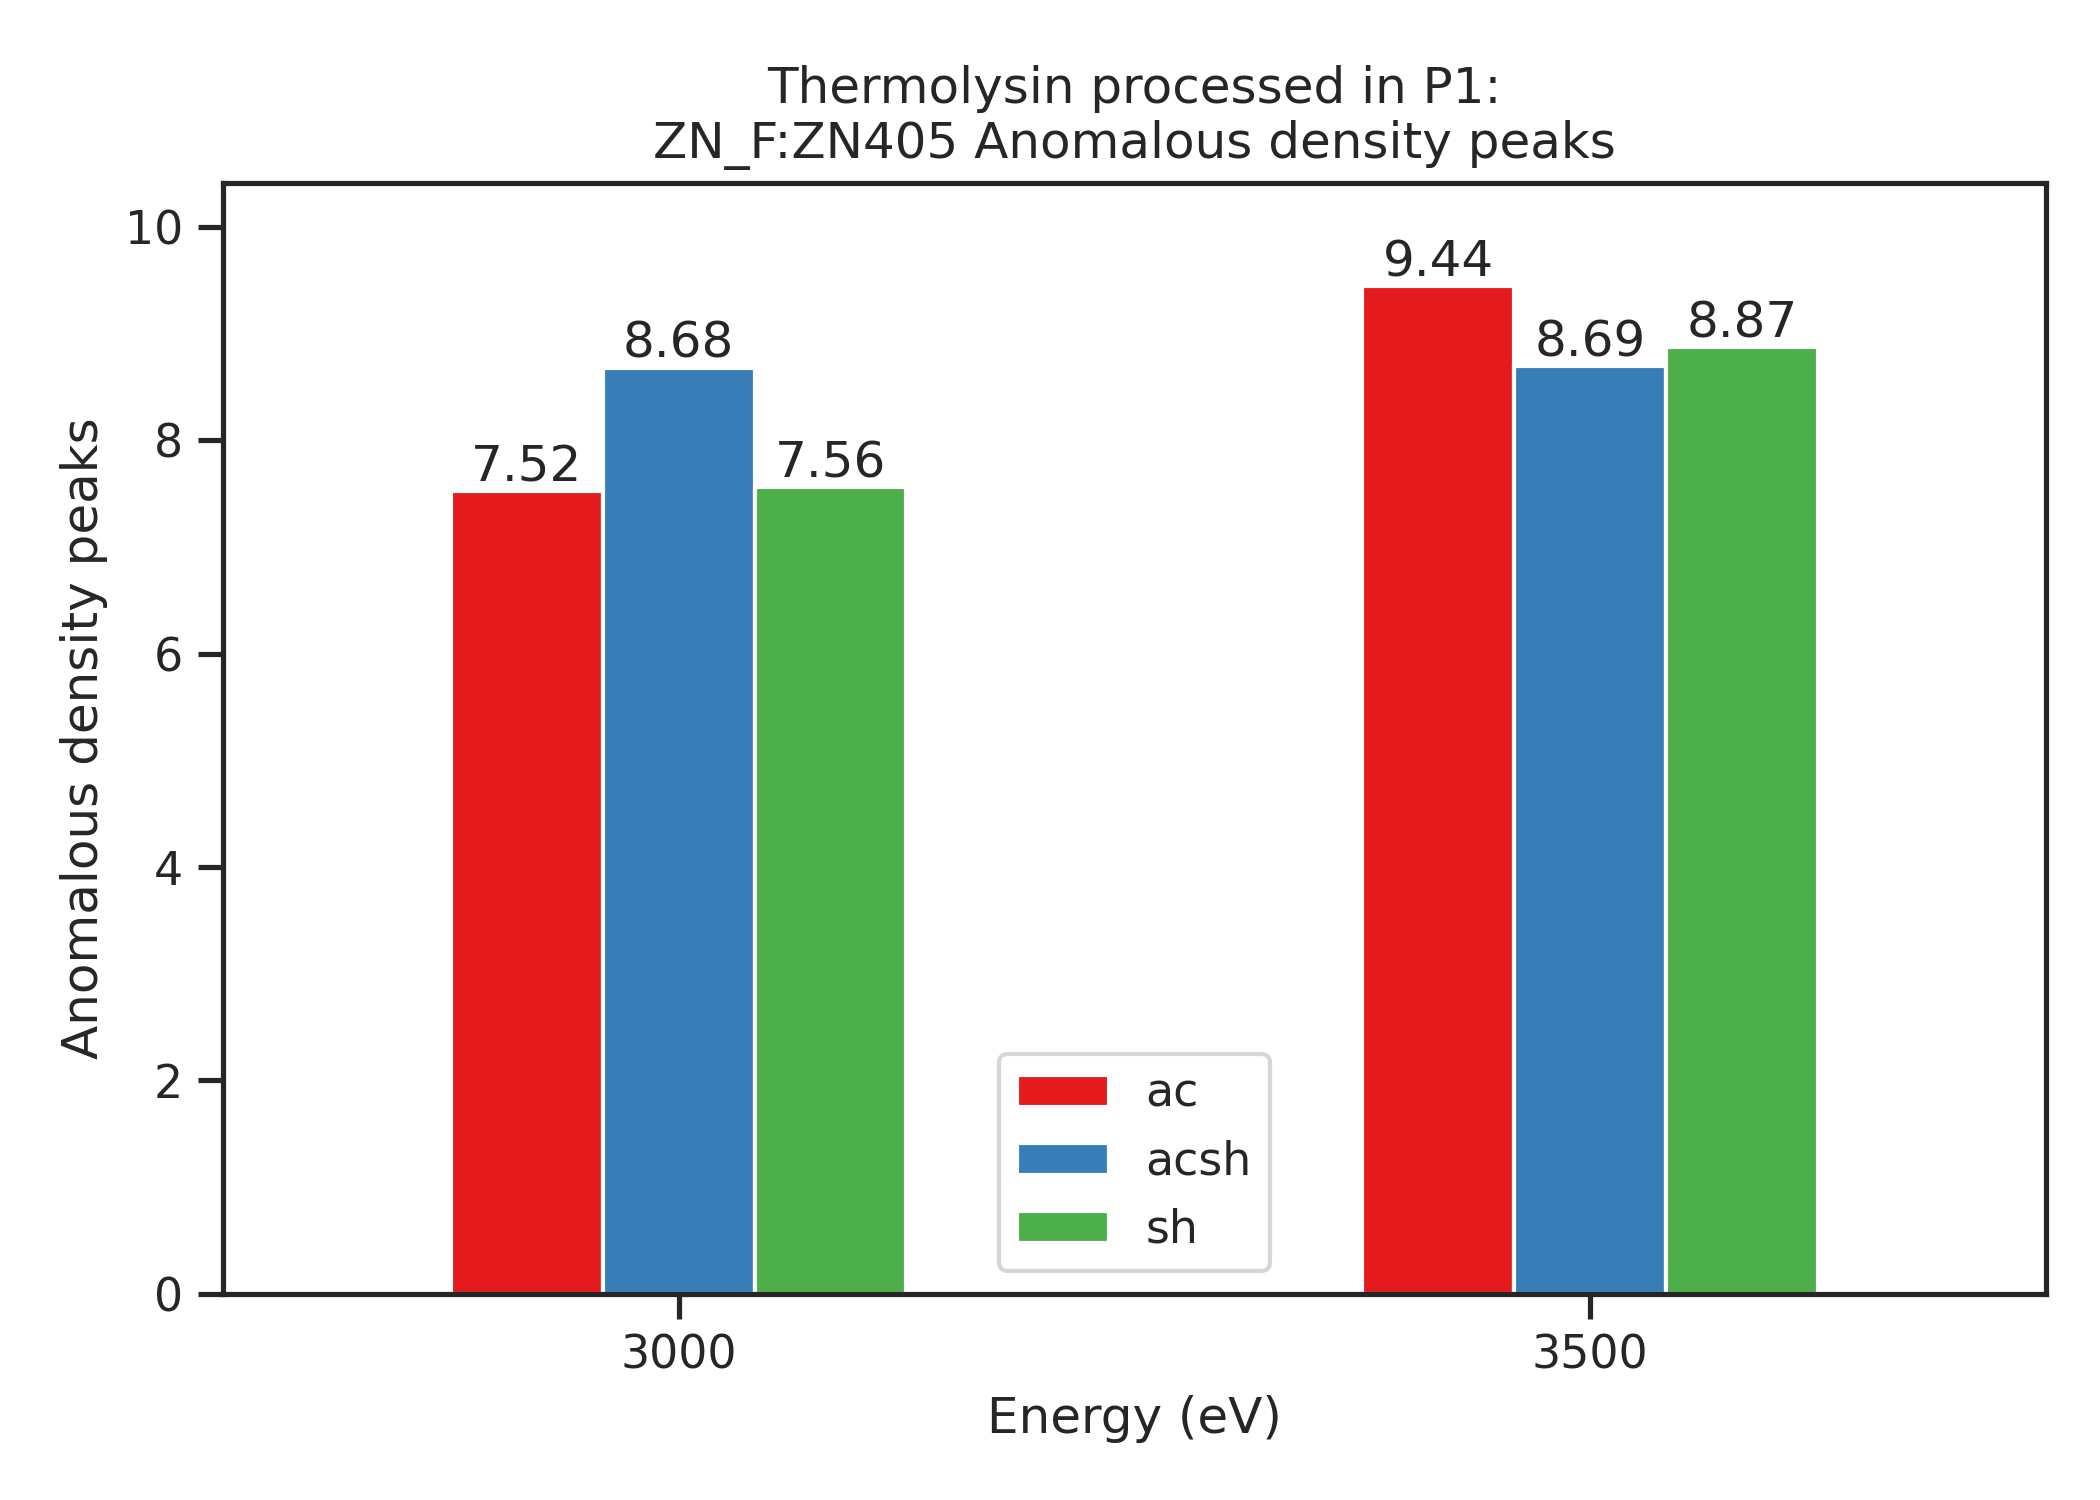 Thermolysin processed in P1:
ZN_F:ZN405 Anomalous density peaks
Anomalous density peaks
10
8
6
4
2
0
7.52
8.68
7.56
9.44
8.69
8.87
ac
acsh
sh
3000
3500
Energy (eV)